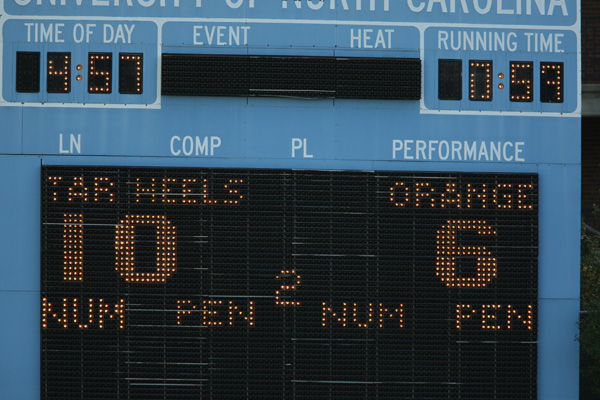 UNIVERSITY OF NORTH CAROLINA
TIME OF DAY EVENT HEAT RUNNING TIME
4:57 0:59
LN COMP PL PERFORMANCE
TAR HEELS ORANGE
10 6
2
NUM PEN NUM PEN